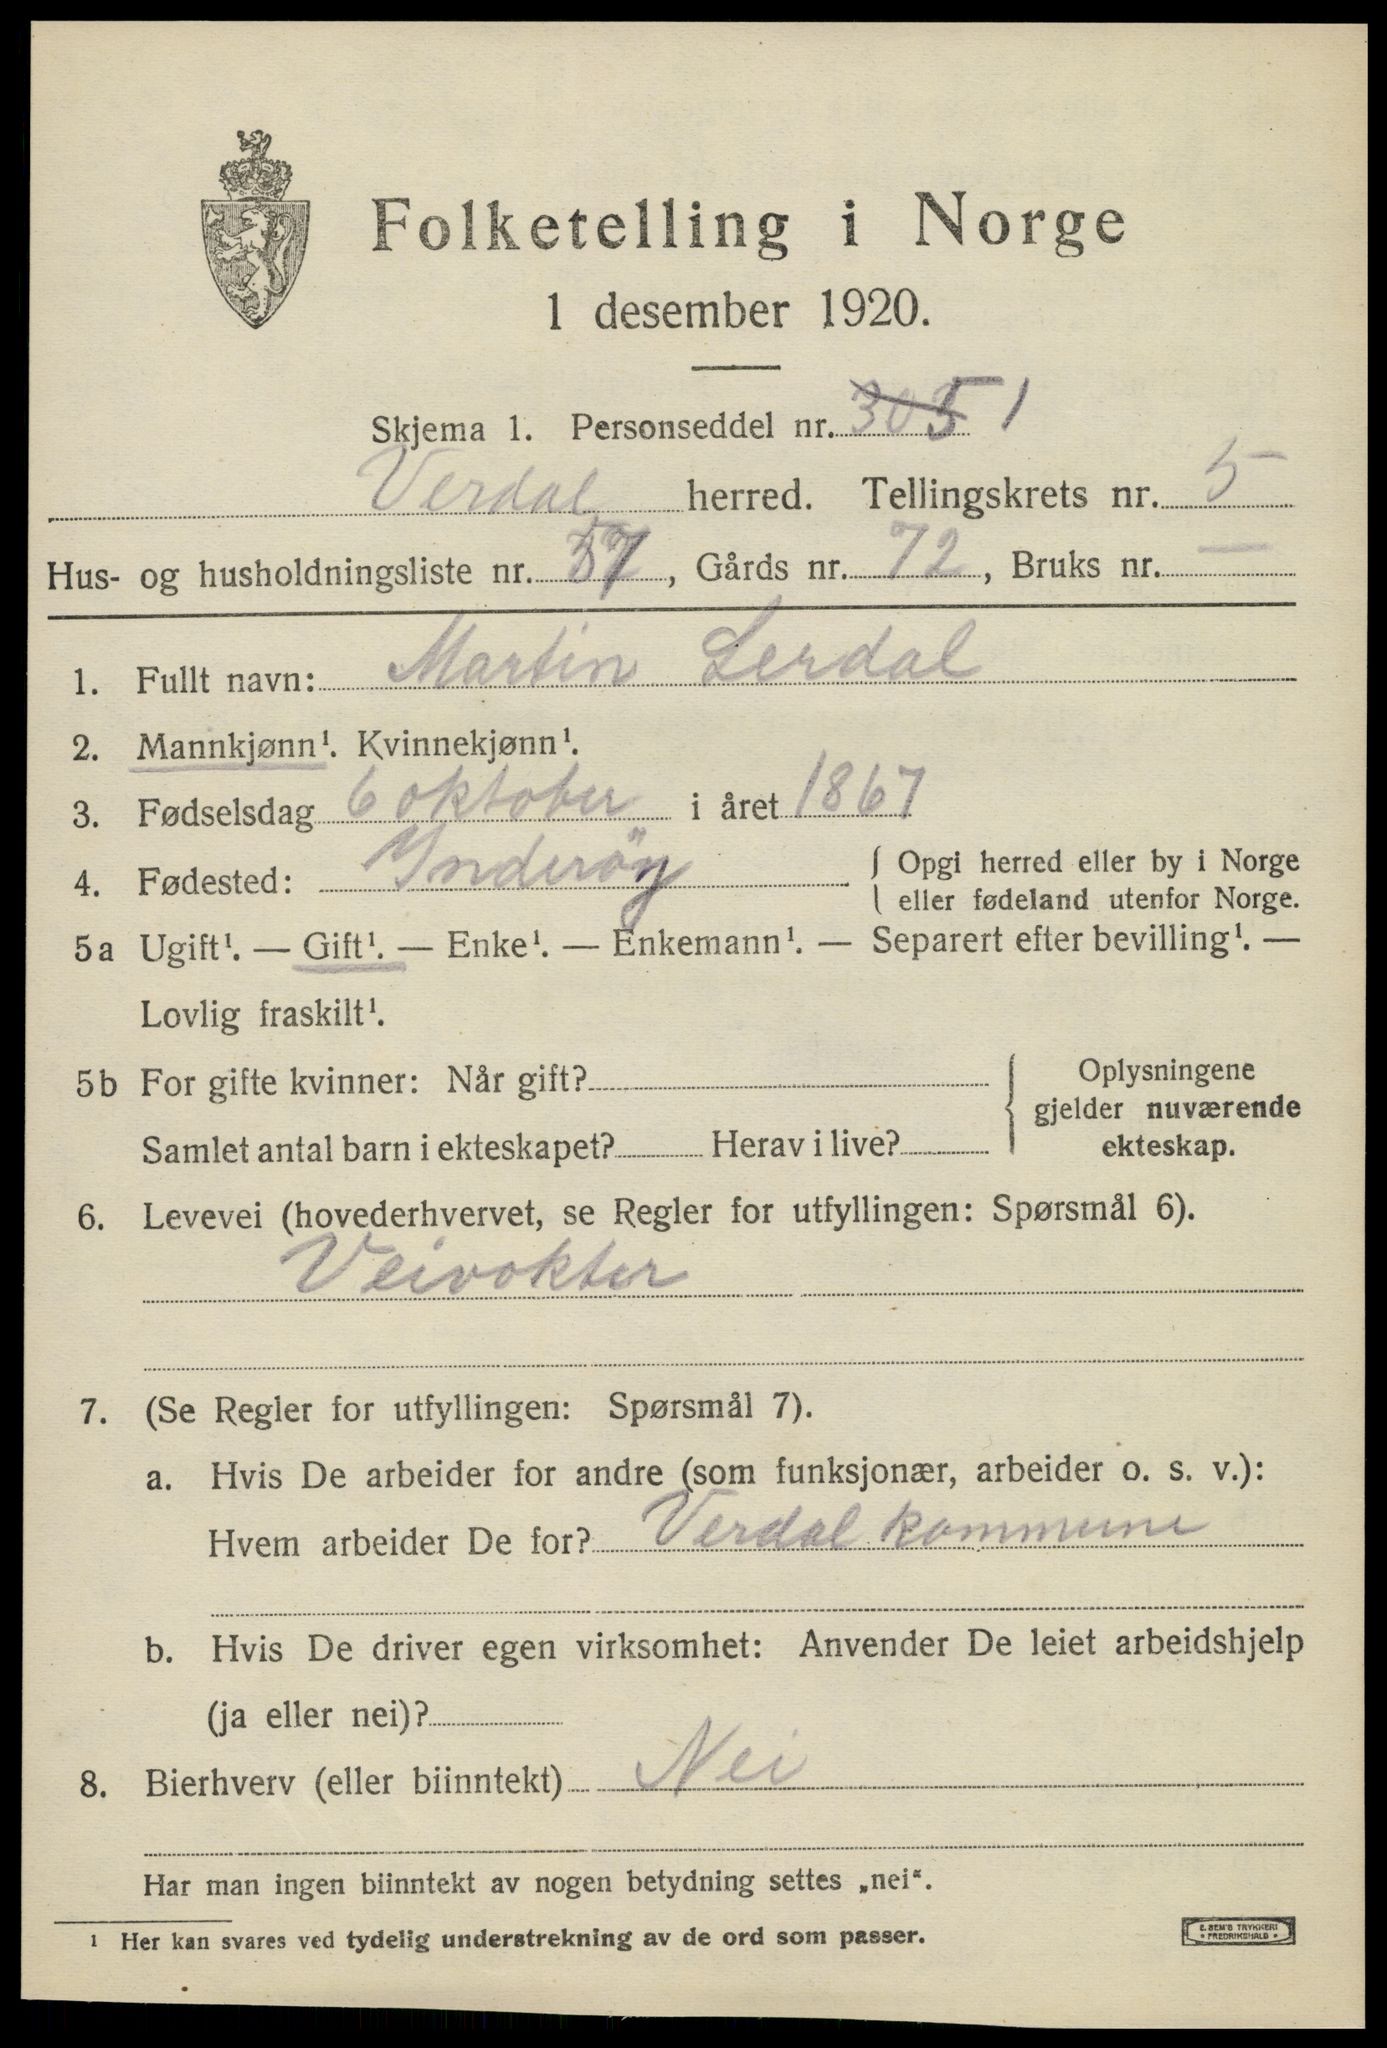 Folketelling i Norge
1 desember 1920.
Skjema 1. Personseddel nr. 1
Verdal herred. Tellingskrets nr. 5
Hus- og husholdningsliste nr. 37, Gårds nr. 72, Bruks nr. —
1. Fullt navn: Martin Lerdal
2. Mannkjønn¹. Kvinnekjønn¹.
3. Fødselsdag 6 oktober i året 1867
4. Fødested: Inderöy { Opgi herred eller by i Norge
eller fødeland utenfor Norge.
5a Ugift¹. — Gift¹. — Enke¹. — Enkemann¹. — Separert efter bevilling¹. —
Lovlig fraskilt¹.
5b For gifte kvinner: Når gift? { Oplysningene
gjelder nuværende
Samlet antal barn i ekteskapet? Herav i live? ekteskap.
6. Levevei (hovederhvervet, se Regler for utfyllingen: Spørsmål 6).
Veivokter
7. (Se Regler for utfyllingen: Spørsmål 7).
a. Hvis De arbeider for andre (som funksjonær, arbeider o. s. v.):
Hvem arbeider De for? Verdal kommune
b. Hvis De driver egen virksomhet: Anvender De leiet arbeidshjelp
(ja eller nei)?
8. Bierhverv (eller biinntekt) Nei
Har man ingen biinntekt av nogen betydning settes „nei“.
¹ Her kan svares ved tydelig understrekning av de ord som passer.
E. SEM'S TRYKKERI
• FREDRIKSHALD •